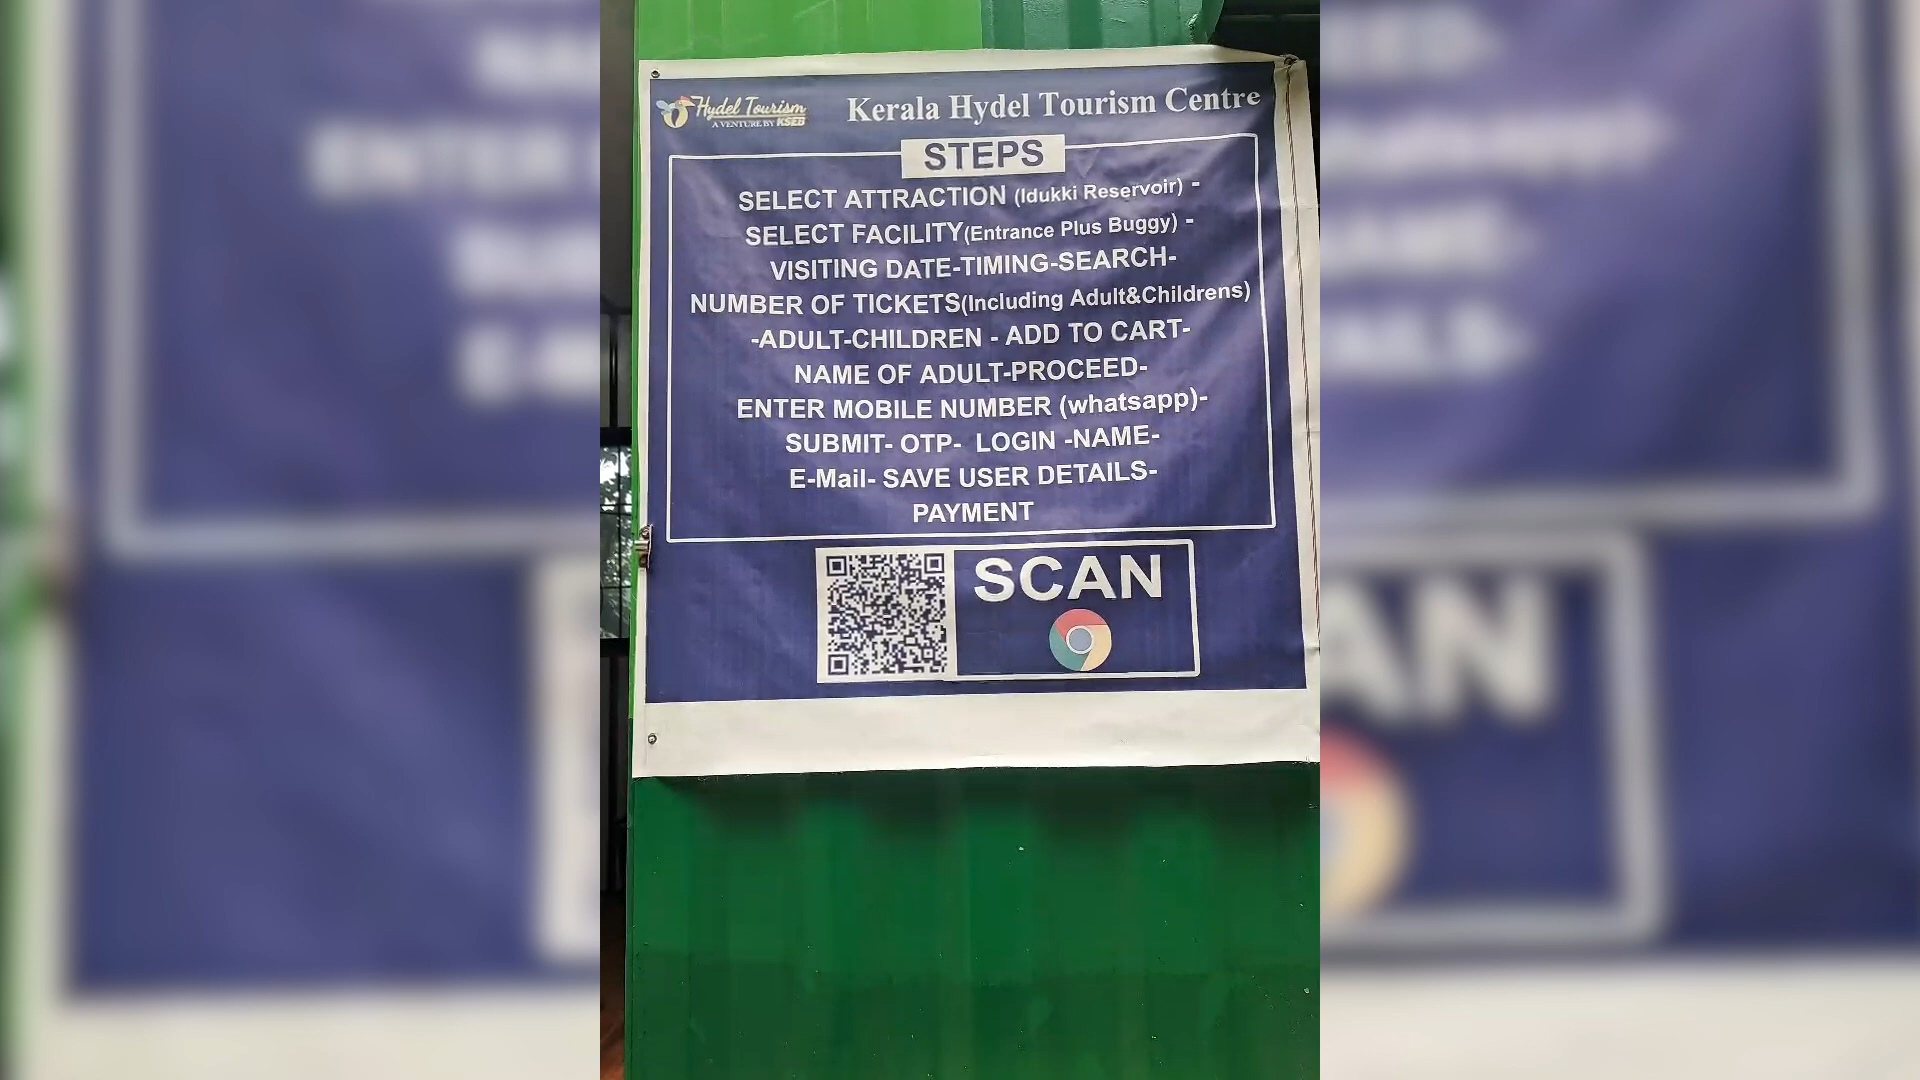 Hydel Tourism
A VENTURE BY KSEB
Kerala Hydel Tourism Centre
STEPS
SELECT ATTRACTION (Idukki Reservoir) -
SELECT FACILITY(Entrance Plus Buggy) -
VISITING DATE-TIMING-SEARCH-
NUMBER OF TICKETS(Including Adult&Childrens)
-ADULT-CHILDREN - ADD TO CART-
NAME OF ADULT-PROCEED-
ENTER MOBILE NUMBER (whatsapp)-
SUBMIT- OTP- LOGIN -NAME-
E-Mail- SAVE USER DETAILS-
PAYMENT
SCAN